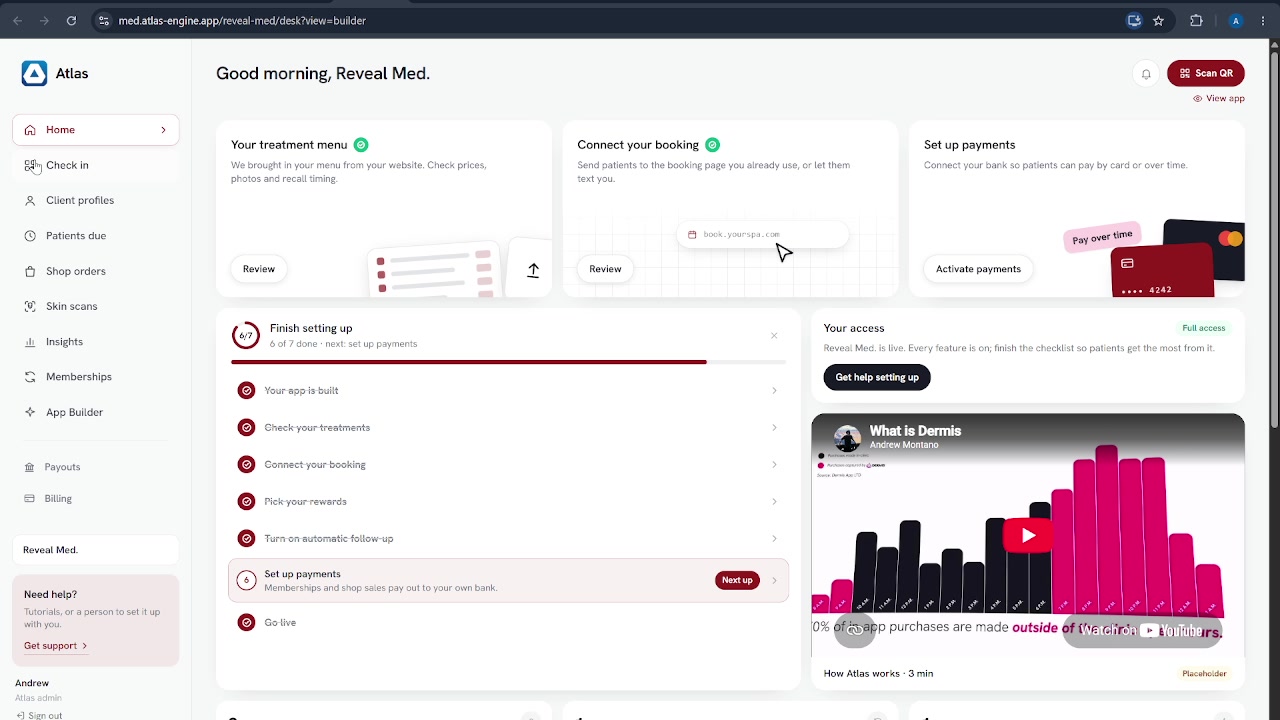 med.atlas-engine.app/reveal-med/desk?view=builder
A
Atlas
Good morning, Reveal Med.
Scan QR
View app
Home
Check in
Client profiles
Patients due
Shop orders
Skin scans
Insights
Memberships
App Builder
Payouts
Billing
Reveal Med.
Need help?
Tutorials, or a person to set it up
with you.
Get support
Andrew
Atlas admin
Sign out
Your treatment menu
We brought in your menu from your website. Check prices,
photos and recall timing.
Review
Connect your booking
Send patients to the booking page you already use, or let them
text you.
book.yourspa.com
Review
Set up payments
Connect your bank so patients can pay by card or over time.
Pay over time
•••• 4242
Activate payments
6/7
Finish setting up
6 of 7 done · next: set up payments
Your app is built
Check your treatments
Connect your booking
Pick your rewards
Turn on automatic follow-up
6
Set up payments
Memberships and shop sales pay out to your own bank.
Next up
Go live
Your access
Full access
Reveal Med. is live. Every feature is on; finish the checklist so patients get the most from it.
Get help setting up
What is Dermis
Andrew Montano
in app purchases are made outside of
Watch on YouTube
How Atlas works · 3 min
Placeholder